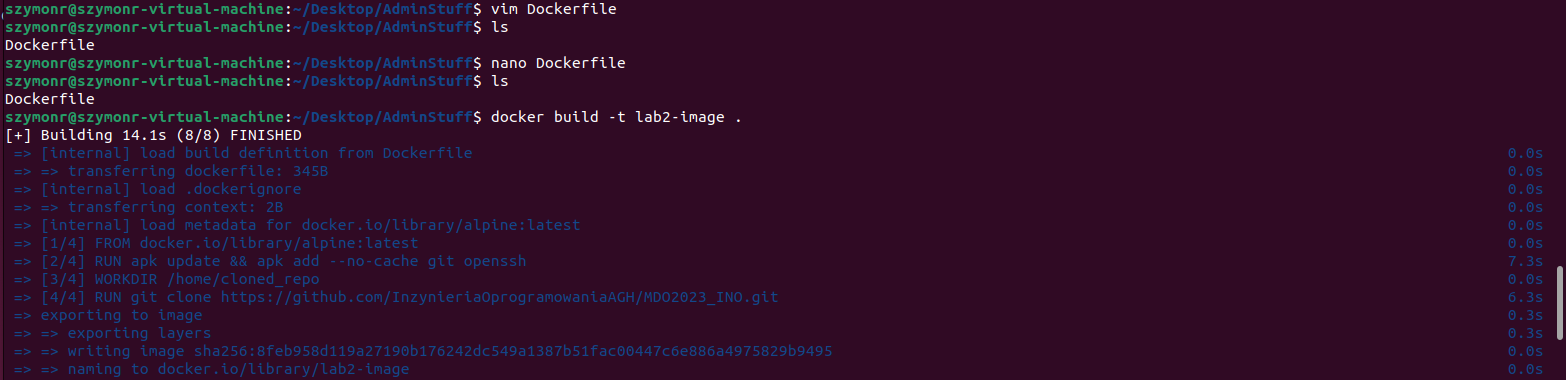 szymonr@szymonr-virtual-machine:~/Desktop/AdminStuff$ vim Dockerfile
szymonr@szymonr-virtual-machine:~/Desktop/AdminStuff$ ls
Dockerfile
szymonr@szymonr-virtual-machine:~/Desktop/AdminStuff$ nano Dockerfile
szymonr@szymonr-virtual-machine:~/Desktop/AdminStuff$ ls
Dockerfile
szymonr@szymonr-virtual-machine:~/Desktop/AdminStuff$ docker build -t lab2-image .
[+] Building 14.1s (8/8) FINISHED
=> [internal] load build definition from Dockerfile 0.0s
=> => transferring dockerfile: 345B 0.0s
=> [internal] load .dockerignore 0.0s
=> => transferring context: 2B 0.0s
=> [internal] load metadata for docker.io/library/alpine:latest 0.0s
=> [1/4] FROM docker.io/library/alpine:latest 0.0s
=> [2/4] RUN apk update && apk add --no-cache git openssh 7.3s
=> [3/4] WORKDIR /home/cloned_repo 0.0s
=> [4/4] RUN git clone https://github.com/InzynieriaOprogramowaniaAGH/MDO2023_INO.git 6.3s
=> exporting to image 0.3s
=> => exporting layers 0.3s
=> => writing image sha256:8feb958d119a27190b176242dc549a1387b51fac00447c6e886a4975829b9495 0.0s
=> => naming to docker.io/library/lab2-image 0.0s